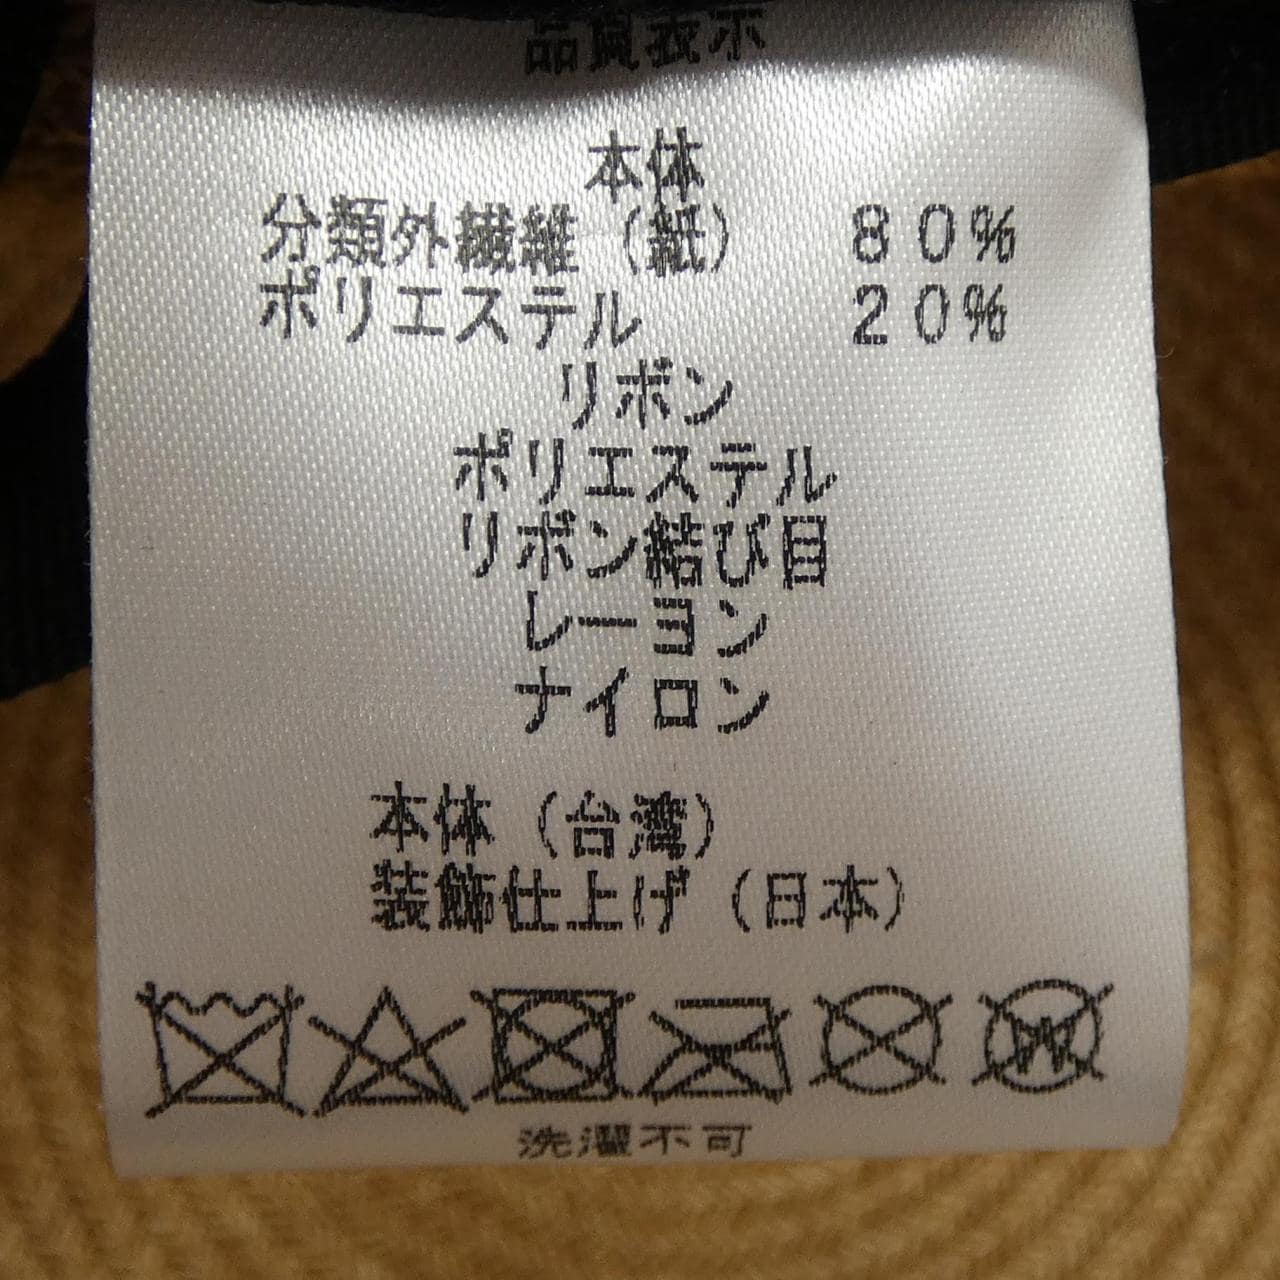 品質表示
本体
分類外繊維（紙） 80%
ポリエステル 20%
リボン
ポリエステル
リボン結び目
レーヨン
ナイロン
本体（台湾）
装飾仕上げ（日本）
W
洗濯不可